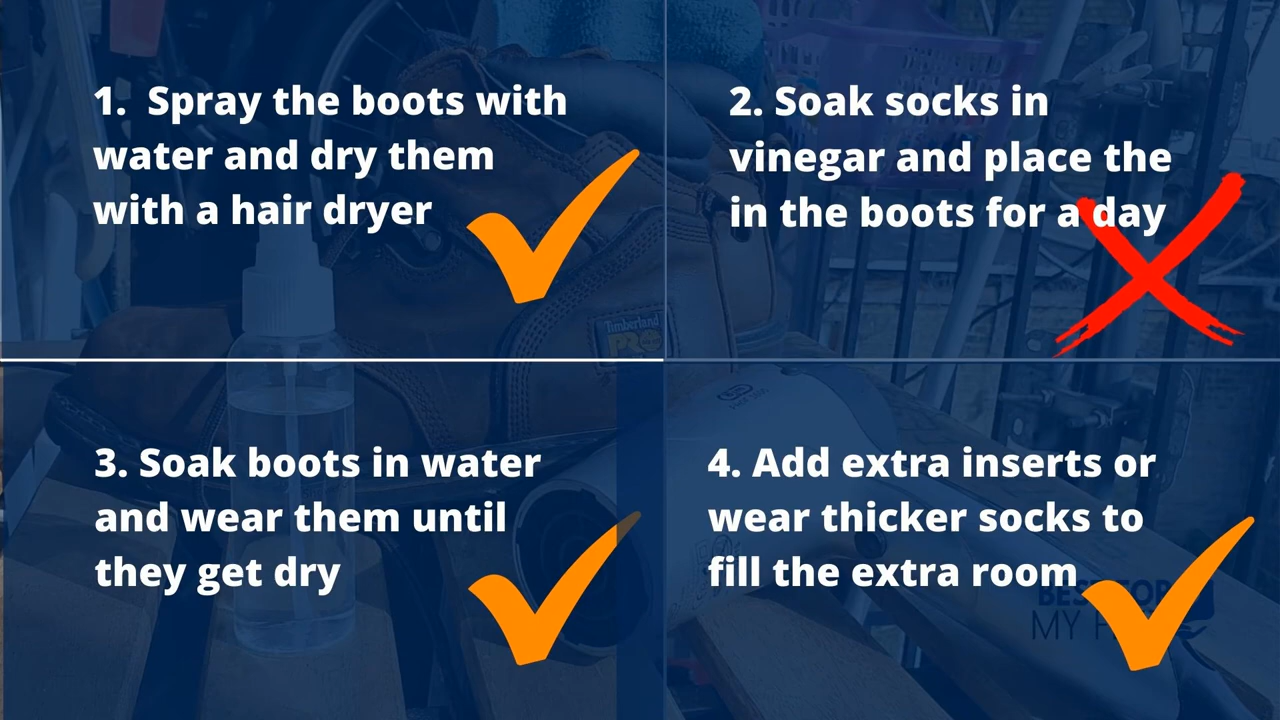 1. Spray the boots with
water and dry them
with a hair dryer
2. Soak socks in
vinegar and place the
in the boots for a day
Timberland
PRO
3. Soak boots in water
and wear them until
they get dry
4. Add extra inserts or
wear thicker socks to
fill the extra room
BEST FOR
MY